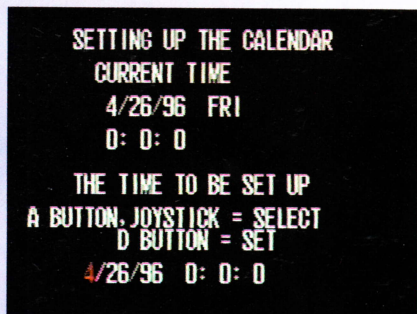 SETTING UP THE CALENDAR
CURRENT TIME
4/26/96 FRI
0: 0: 0
THE TIME TO BE SET UP
A BUTTON,JOYSTICK = SELECT
D BUTTON = SET
4/26/96 0: 0: 0